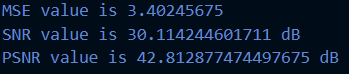 MSE value is 3.40245675
SNR value is 30.114244601711 dB
PSNR value is 42.812877474497675 dB